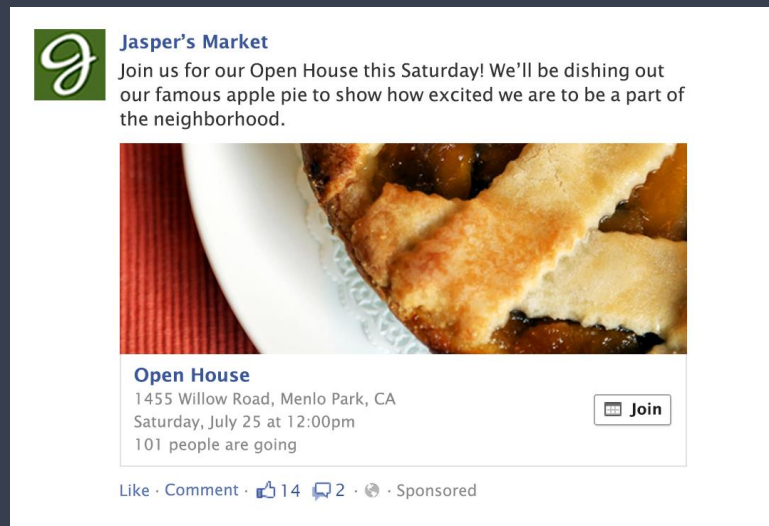 Jasper’s Market
Join us for our Open House this Saturday! We’ll be dishing out
our famous apple pie to show how excited we are to be a part of
the neighborhood.
Open House
1455 Willow Road, Menlo Park, CA
Saturday, July 25 at 12:00pm
101 people are going
Join
Like · Comment · 14 2 · · Sponsored